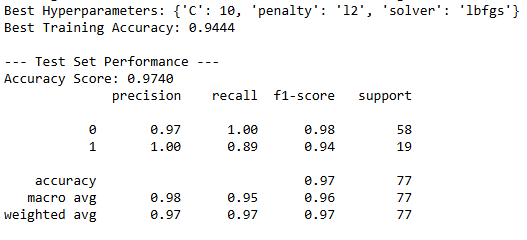 Best Hyperparameters: {'C': 10, 'penalty': 'l2', 'solver': 'lbfgs'}
Best Training Accuracy: 0.9444

--- Test Set Performance ---
Accuracy Score: 0.9740
              precision    recall  f1-score   support

           0       0.97      1.00      0.98        58
           1       1.00      0.89      0.94        19

    accuracy                           0.97        77
   macro avg       0.98      0.95      0.96        77
weighted avg       0.97      0.97      0.97        77